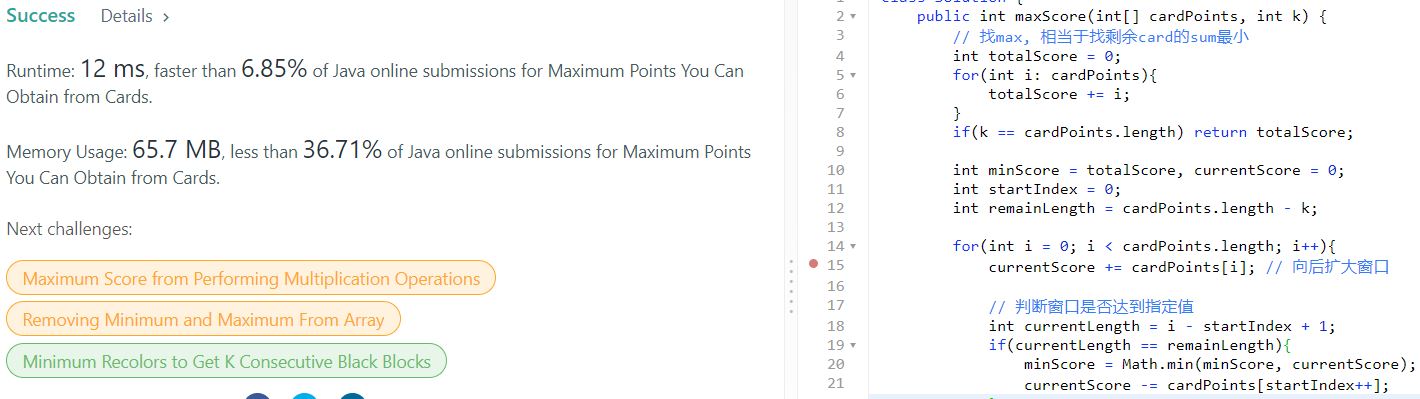 Success Details >
Runtime: 12 ms, faster than 6.85% of Java online submissions for Maximum Points You Can
Obtain from Cards.
Memory Usage: 65.7 MB, less than 36.71% of Java online submissions for Maximum Points
You Can Obtain from Cards.
Next challenges:
Maximum Score from Performing Multiplication Operations
Removing Minimum and Maximum From Array
Minimum Recolors to Get K Consecutive Black Blocks
2 public int maxScore(int[] cardPoints, int k) {
3 // 找max, 相当于找剩余card的sum最小
4 int totalScore = 0;
5 for(int i: cardPoints){
6 totalScore += i;
7 }
8 if(k == cardPoints.length) return totalScore;
9
10 int minScore = totalScore, currentScore = 0;
11 int startIndex = 0;
12 int remainLength = cardPoints.length - k;
13
14 for(int i = 0; i < cardPoints.length; i++){
15 currentScore += cardPoints[i]; // 向后扩大窗口
16
17 // 判断窗口是否达到指定值
18 int currentLength = i - startIndex + 1;
19 if(currentLength == remainLength){
20 minScore = Math.min(minScore, currentScore);
21 currentScore -= cardPoints[startIndex++];